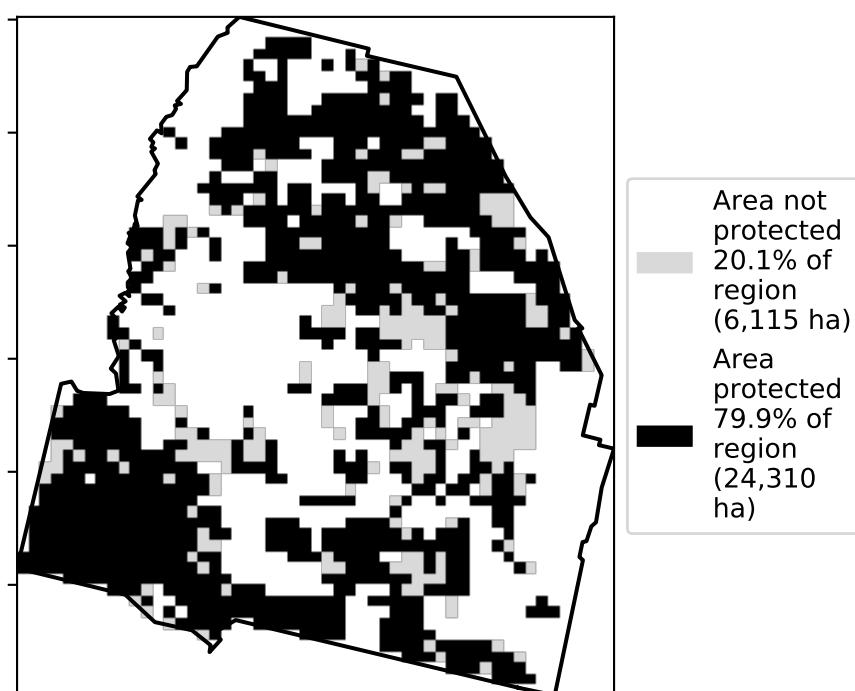 Area not
protected
20.1% of
region
(6,115 ha)
Area
protected
79.9% of
region
(24,310
ha)